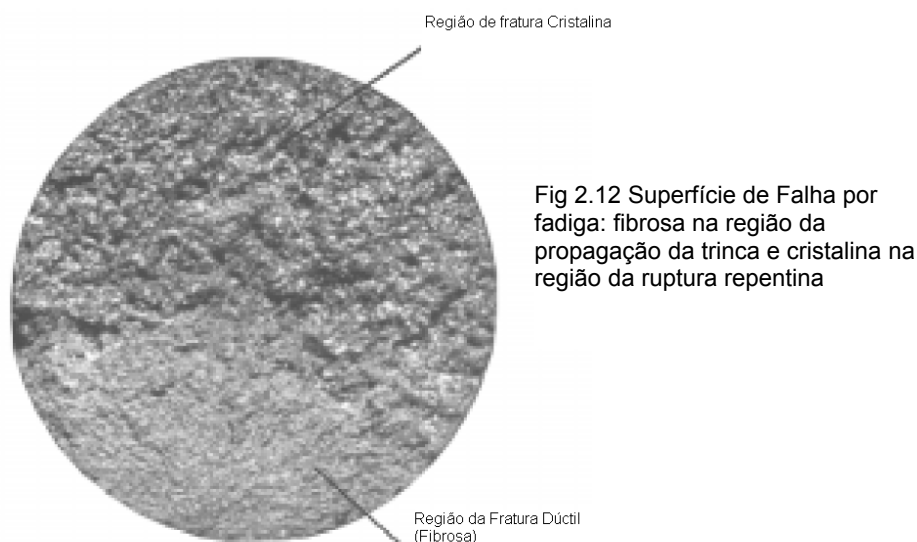 Região de fratura Cristalina
Fig 2.12 Superfície de Falha por
fadiga: fibrosa na região da
propagação da trinca e cristalina na
região da ruptura repentina
Região da Fratura Dúctil
(Fibrosa)